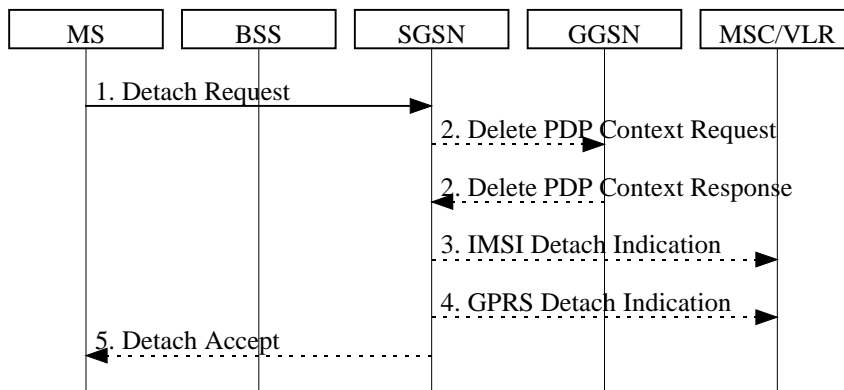 MS BSS SGSN GGSN MSC/VLR
1. Detach Request
2. Delete PDP Context Request
2. Delete PDP Context Response
3. IMSI Detach Indication
4. GPRS Detach Indication
5. Detach Accept